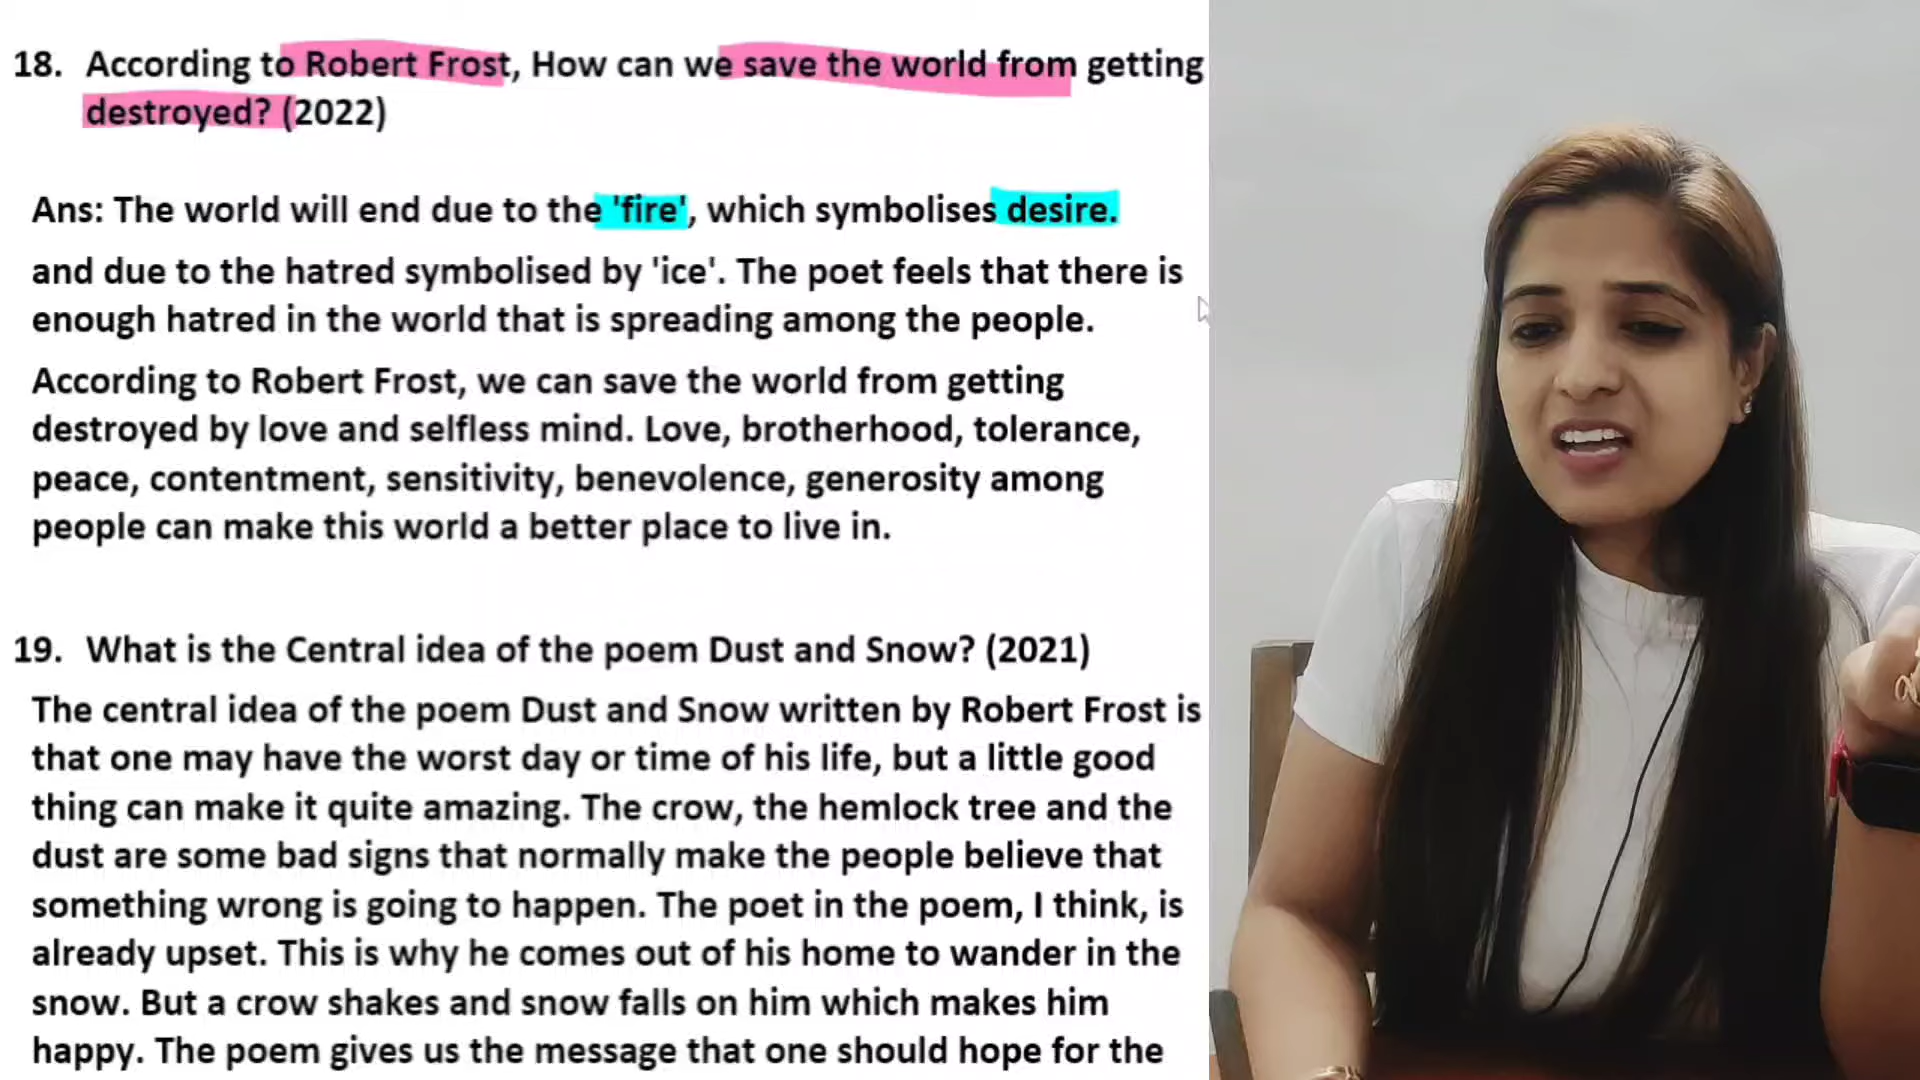 18. According to Robert Frost, How can we save the world from getting
destroyed? (2022)
Ans: The world will end due to the 'fire', which symbolises desire.
and due to the hatred symbolised by 'ice'. The poet feels that there is
enough hatred in the world that is spreading among the people.
According to Robert Frost, we can save the world from getting
destroyed by love and selfless mind. Love, brotherhood, tolerance,
peace, contentment, sensitivity, benevolence, generosity among
people can make this world a better place to live in.
19. What is the Central idea of the poem Dust and Snow? (2021)
The central idea of the poem Dust and Snow written by Robert Frost is
that one may have the worst day or time of his life, but a little good
thing can make it quite amazing. The crow, the hemlock tree and the
dust are some bad signs that normally make the people believe that
something wrong is going to happen. The poet in the poem, I think, is
already upset. This is why he comes out of his home to wander in the
snow. But a crow shakes and snow falls on him which makes him
happy. The poem gives us the message that one should hope for the